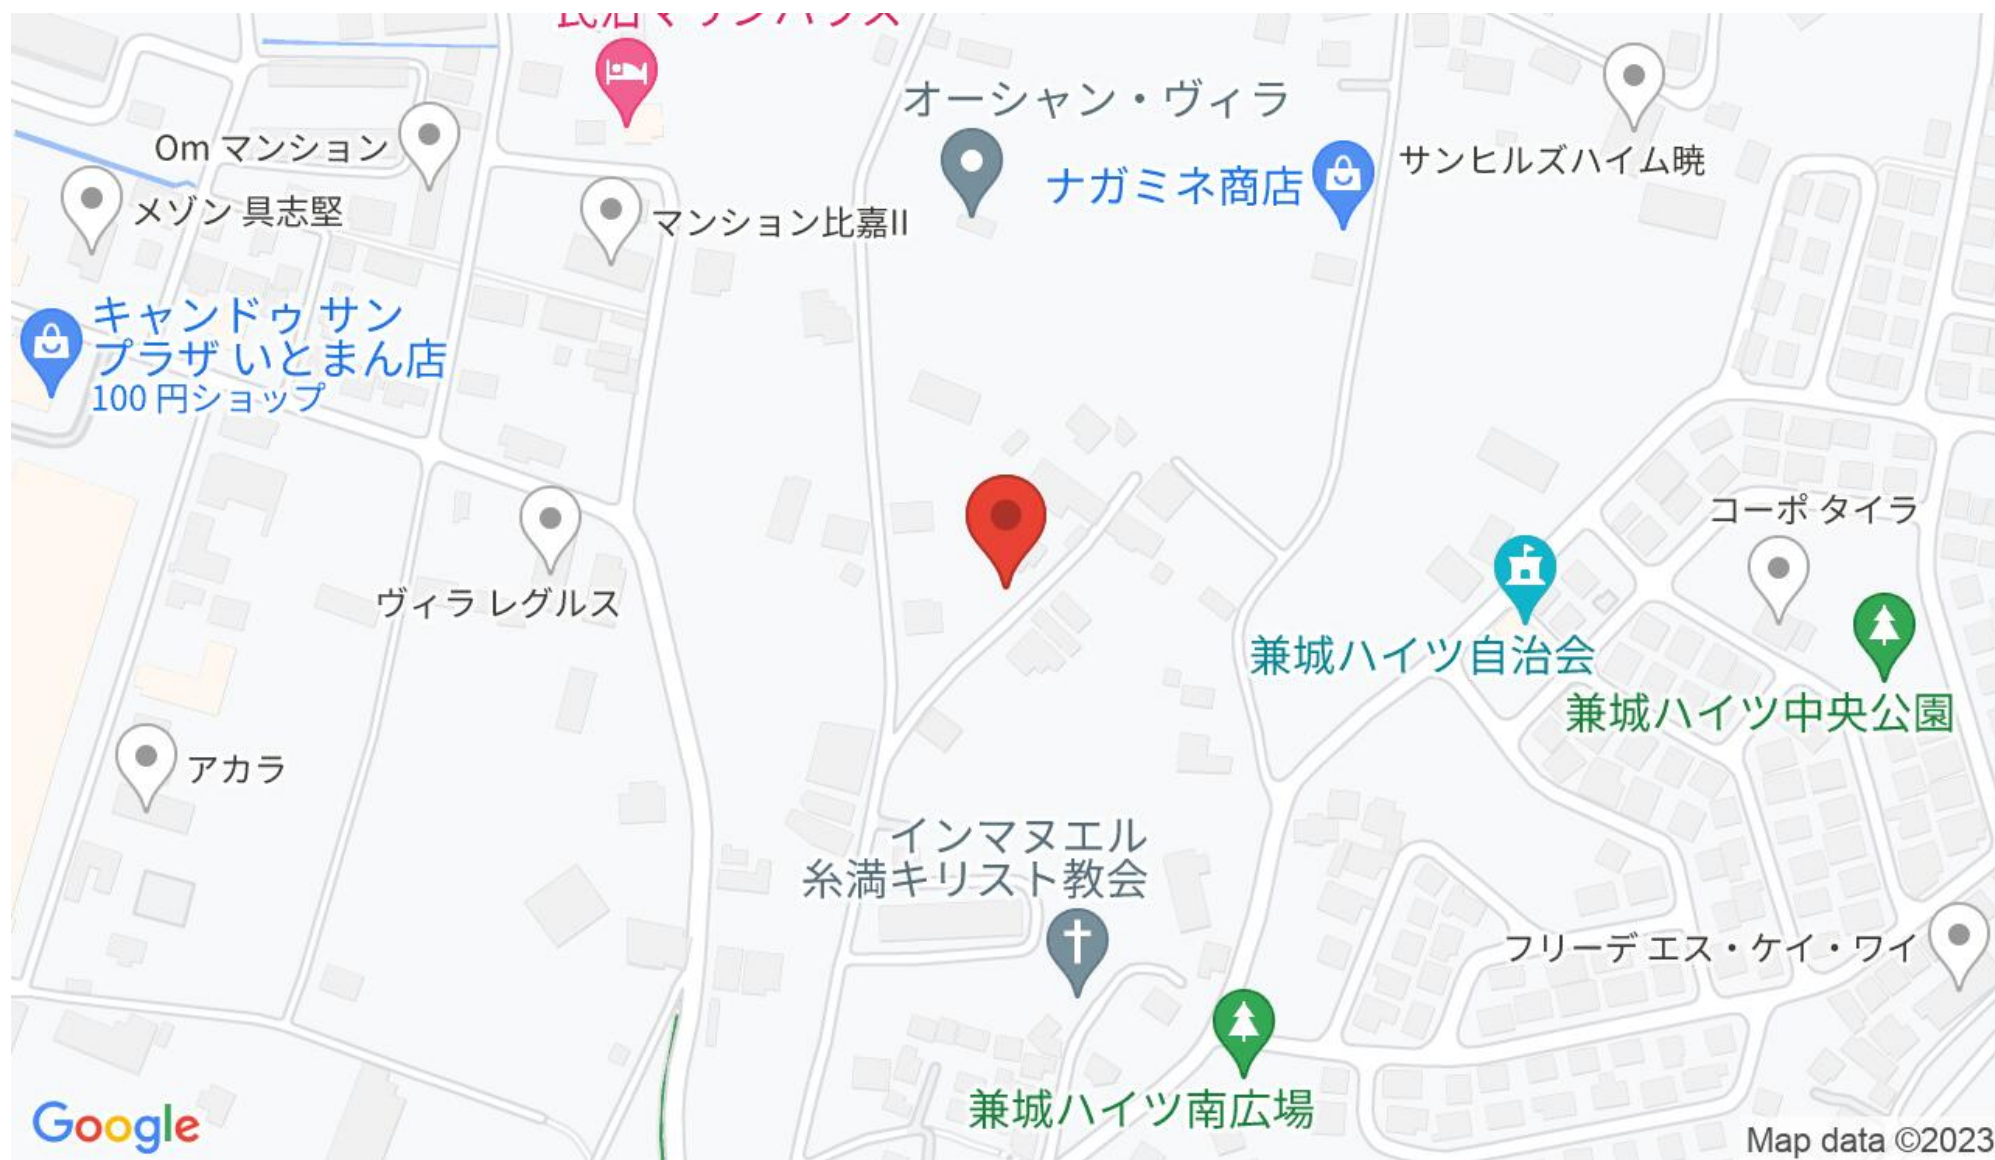 オーシャン・ヴィラ
Om マンション
サンヒルズハイム暁
ナガミネ商店
メゾン 具志堅
マンション比嘉II
キャンドゥ サン
プラザ いとまん店
100 円ショップ
コーポ タイラ
ヴィラ レグルス
兼城ハイツ自治会
兼城ハイツ中央公園
アカラ
インマヌエル
糸満キリスト教会
フリーデ エス・ケイ・ワイ
兼城ハイツ南広場
Google
Map data ©2023